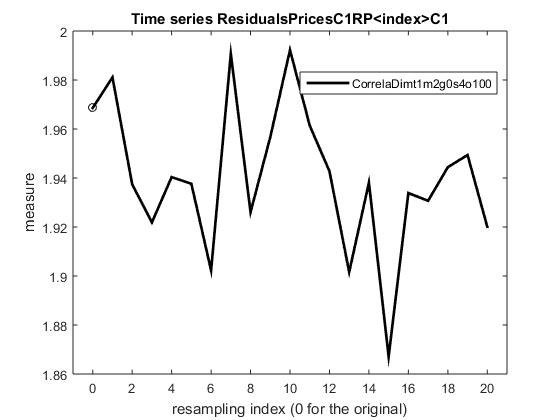 Time series ResidualsPricesC1RP<index>C1
2
1.98
1.96
1.94
1.92
1.9
1.88
1.86
measure
CorrelaDimt1m2g0s4o100
0 2 4 6 8 10 12 14 16 18 20
resampling index (0 for the original)